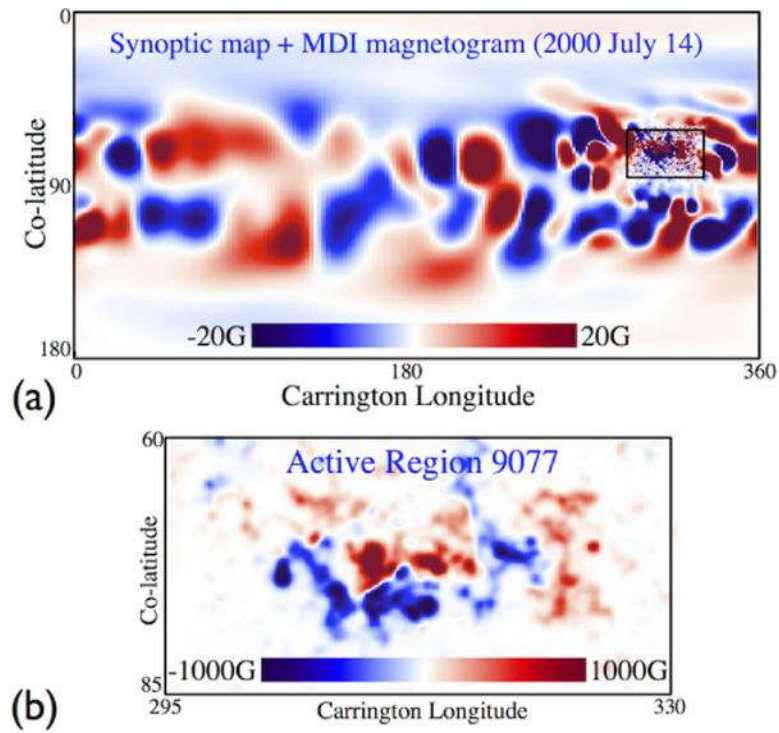 0
Synoptic map + MDI magnetogram (2000 July 14)
Co-latitude
90
-20G 20G
180
0 180 360
Carrington Longitude
(a)
60
Active Region 9077
Co-latitude
-1000G 1000G
85
295 330
Carrington Longitude
(b)